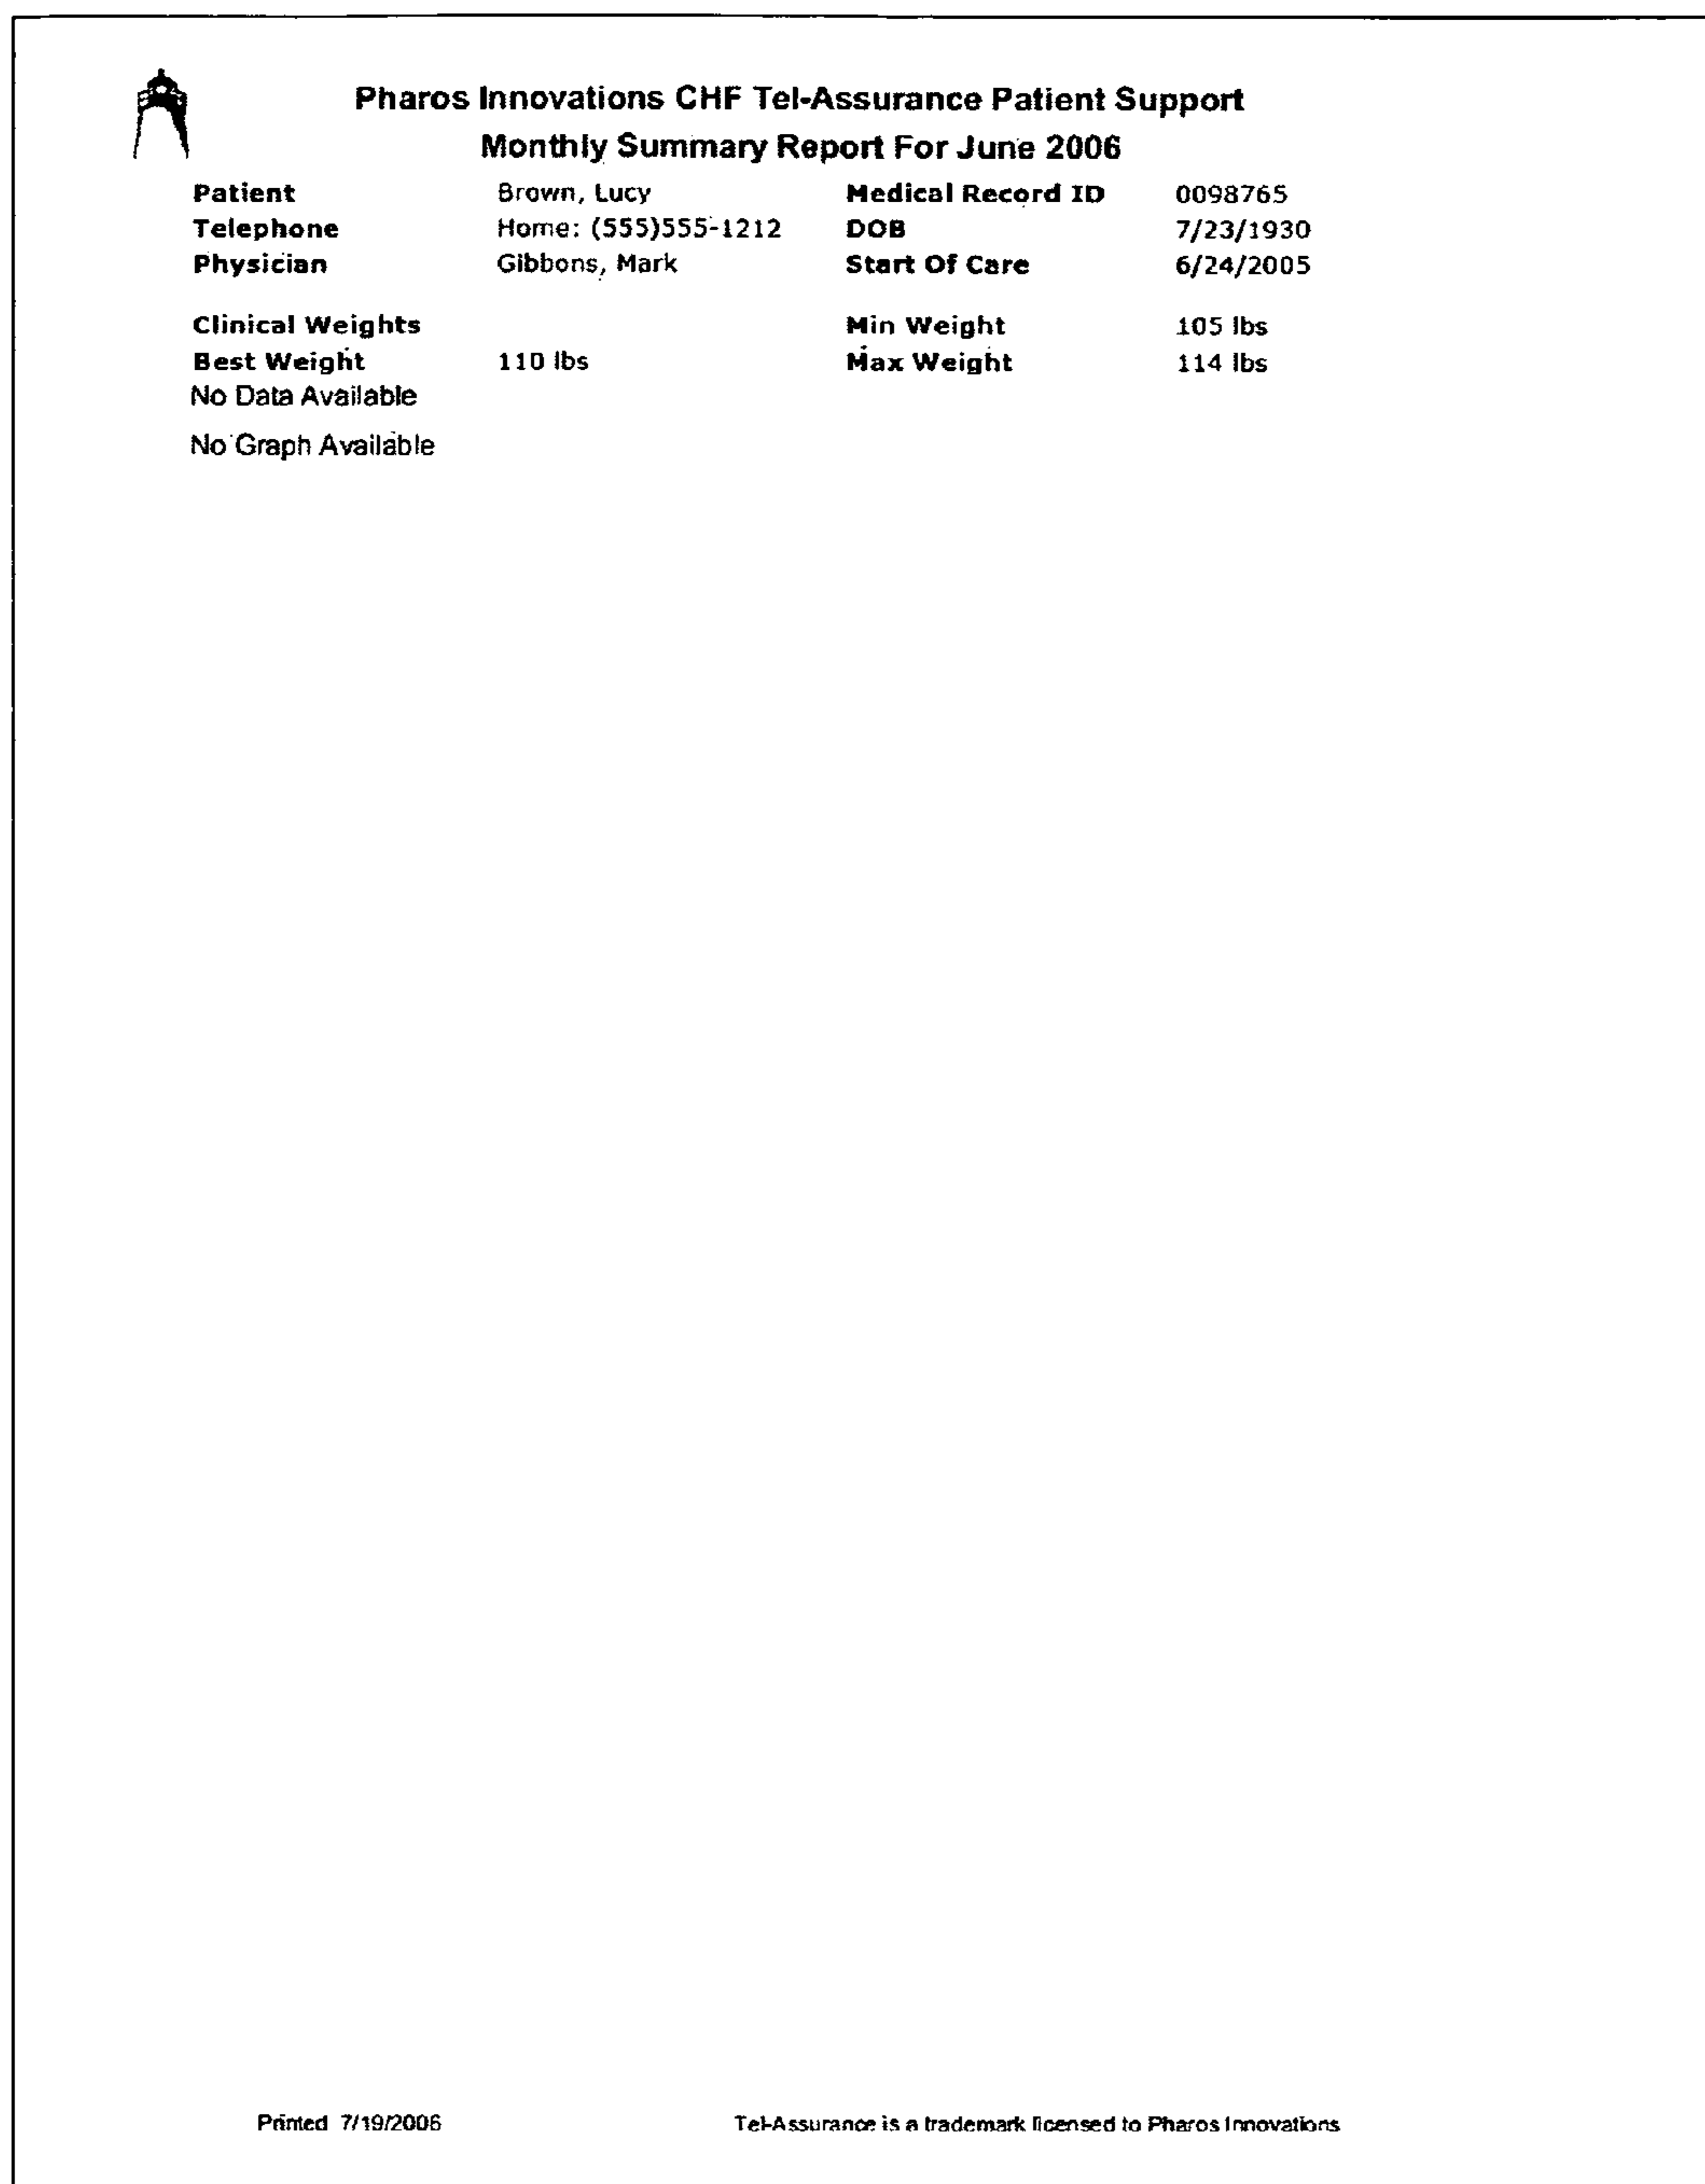 Pharos Innovations CHF Tel-Assurance Patient Support
Monthly Summary Report For June 2006
Patient Brown, Lucy Medical Record ID 0098765
Telephone Home: (555)555-1212 DOB 7/23/1930
Physician Gibbons, Mark Start Of Care 6/24/2005
Clinical Weights Min Weight 105 lbs
Best Weight 110 lbs Max Weight 114 lbs
No Data Available
No Graph Available
Printed 7/19/2006 Tel-Assurance is a trademark licensed to Pharos Innovations